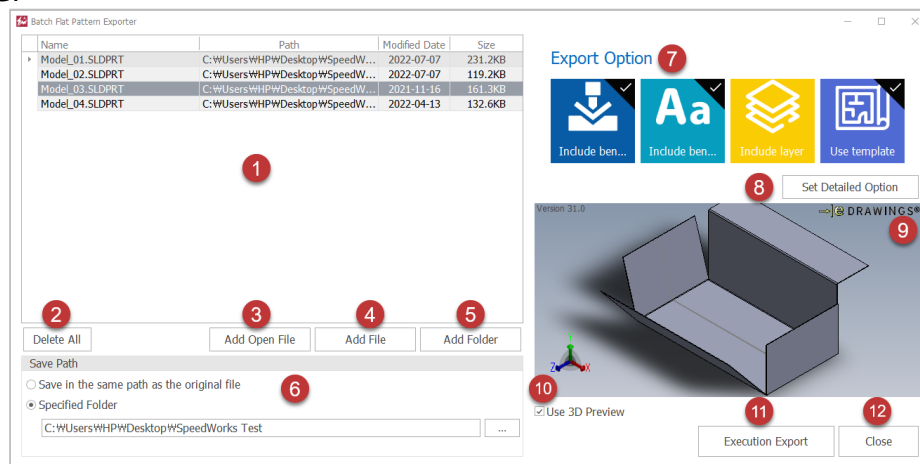 Batch Flat Pattern Exporter
Name Path Modified Date Size
Model_01.SLDPRT C:₩Users₩HP₩Desktop₩SpeedW... 2022-07-07 231.2KB
Model_02.SLDPRT C:₩Users₩HP₩Desktop₩SpeedW... 2022-07-07 119.2KB
Model_03.SLDPRT C:₩Users₩HP₩Desktop₩SpeedW... 2021-11-16 161.3KB
Model_04.SLDPRT C:₩Users₩HP₩Desktop₩SpeedW... 2022-04-13 132.6KB
1
2 3 4 5
Delete All Add Open File Add File Add Folder
Save Path
Save in the same path as the original file
6
Specified Folder
C:₩Users₩HP₩Desktop₩SpeedWorks Test ...
Export Option 7
Aa
Include ben... Include ben... Include layer Use template
8 Set Detailed Option
Version 31.0 eDRAWINGS®
9
Y
Z X
10
Use 3D Preview
11 12
Execution Export Close